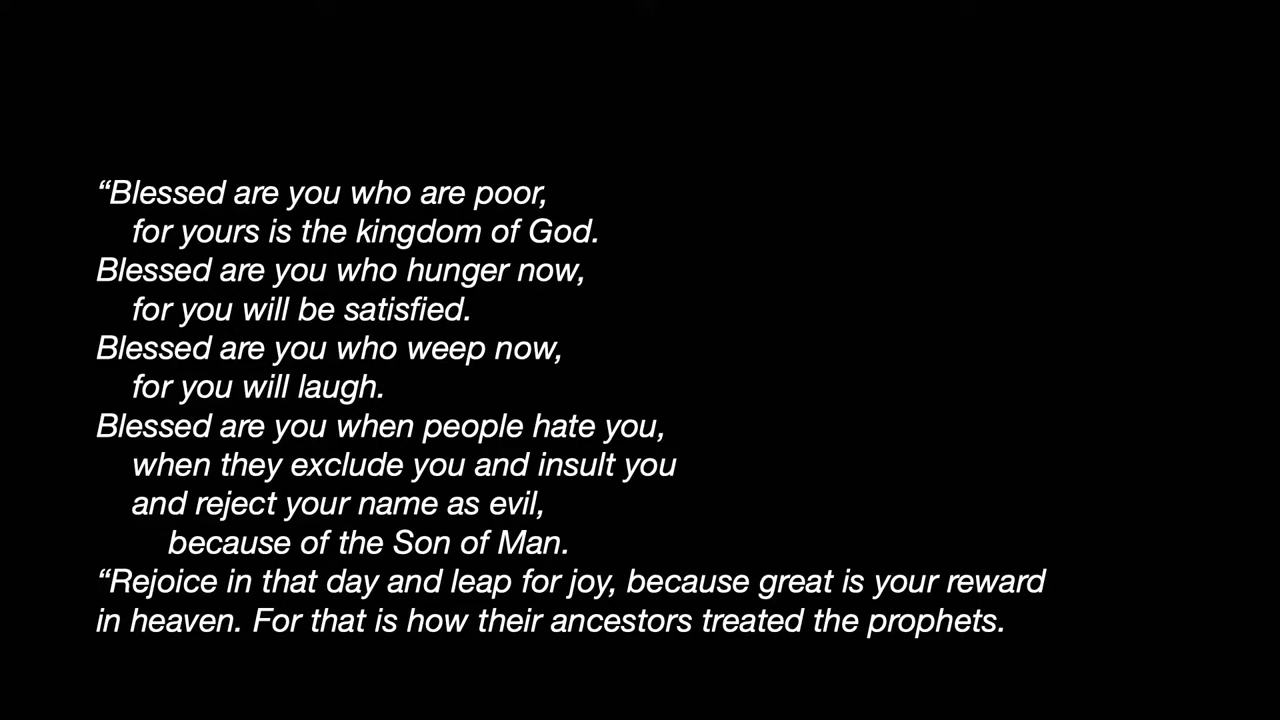 “Blessed are you who are poor,
for yours is the kingdom of God.
Blessed are you who hunger now,
for you will be satisfied.
Blessed are you who weep now,
for you will laugh.
Blessed are you when people hate you,
when they exclude you and insult you
and reject your name as evil,
because of the Son of Man.
“Rejoice in that day and leap for joy, because great is your reward
in heaven. For that is how their ancestors treated the prophets.